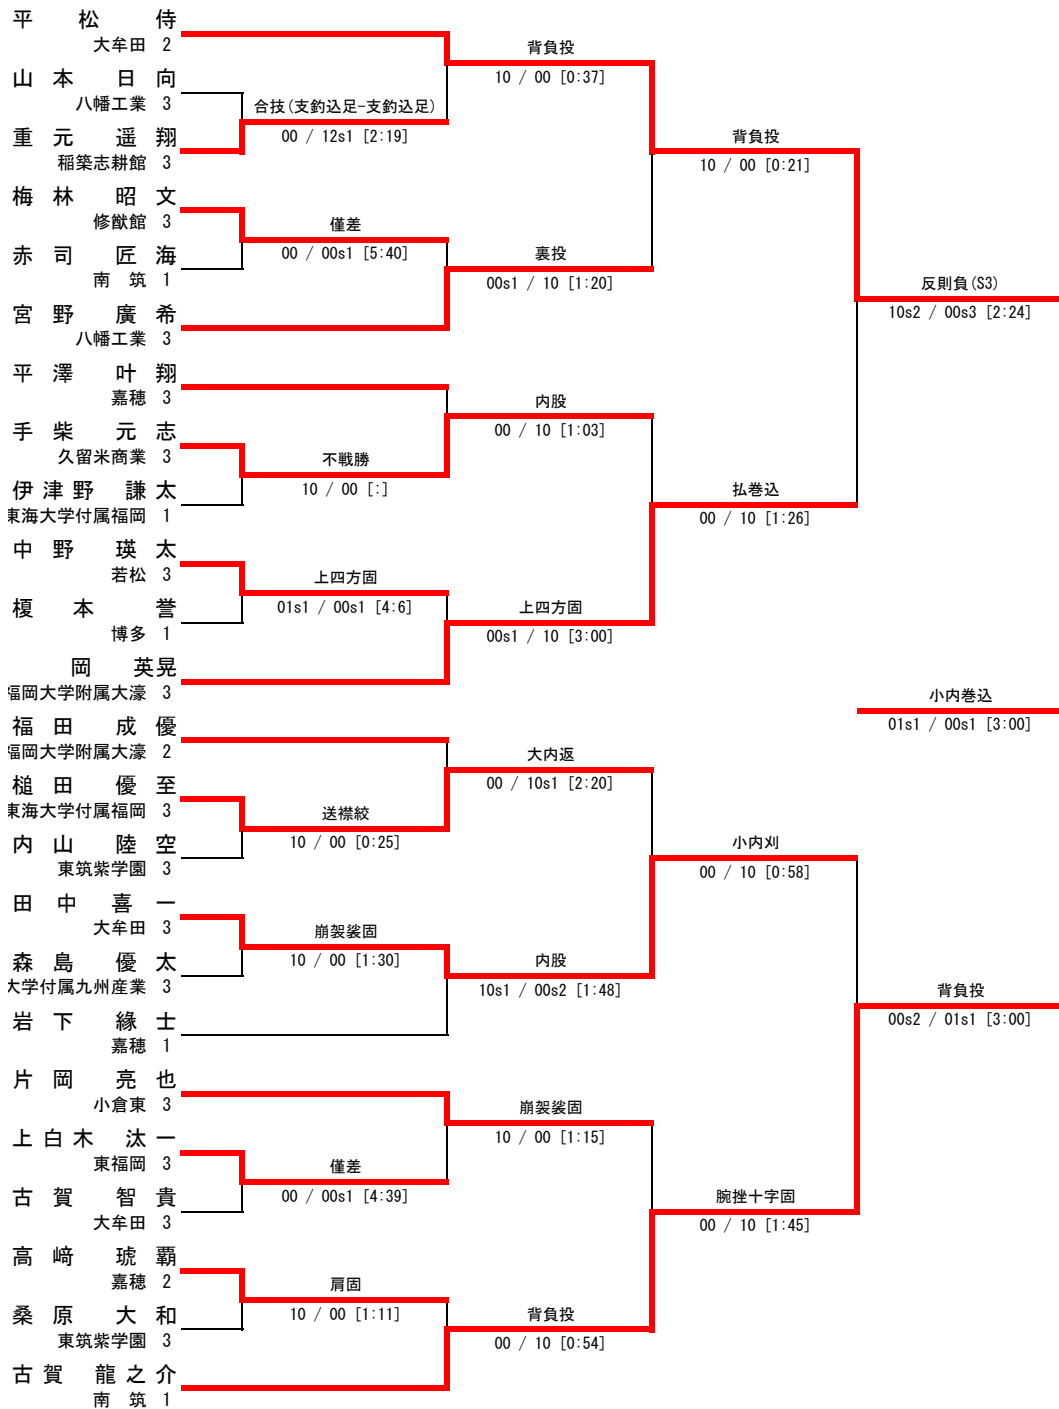 平 松 侍
大牟田 2
背負投
10 / 00 [0:37]
山 本 日 向
八幡工業 3
合技(支釣込足-支釣込足)
00 / 12s1 [2:19]
重 元 遥 翔
稲築志耕館 3
背負投
10 / 00 [0:21]
梅 林 昭 文
修猷館 3
僅差
00 / 00s1 [5:40]
赤 司 匠 海
南 筑 1
裏投
00s1 / 10 [1:20]
反則負(S3)
10s2 / 00s3 [2:24]
宮 野 廣 希
八幡工業 3
平 澤 叶 翔
嘉穂 3
内股
00 / 10 [1:03]
手 柴 元 志
久留米商業 3
不戦勝
10 / 00 [:]
伊 津 野 謙 太
東海大学付属福岡 1
払巻込
00 / 10 [1:26]
中 野 瑛 太
若松 3
上四方固
01s1 / 00s1 [4:6]
榎 本 誉
博多 1
上四方固
00s1 / 10 [3:00]
岡 英晃
福岡大学附属大濠 3
小内巻込
01s1 / 00s1 [3:00]
福 田 成 優
福岡大学附属大濠 2
大内返
00 / 10s1 [2:20]
槌 田 優 至
東海大学付属福岡 3
送襟絞
10 / 00 [0:25]
内 山 陸 空
東筑紫学園 3
小内刈
00 / 10 [0:58]
田 中 喜 一
大牟田 3
崩袈裟固
10 / 00 [1:30]
森 島 優 太
大学付属九州産業 3
内股
10s1 / 00s2 [1:48]
背負投
00s2 / 01s1 [3:00]
岩 下 緣 士
嘉穂 1
片 岡 亮 也
小倉東 3
崩袈裟固
10 / 00 [1:15]
上 白 木 汰 一
東福岡 3
僅差
00 / 00s1 [4:39]
古 賀 智 貴
大牟田 3
腕挫十字固
00 / 10 [1:45]
高 﨑 琥 覇
嘉穂 2
肩固
10 / 00 [1:11]
桑 原 大 和
東筑紫学園 3
背負投
00 / 10 [0:54]
古 賀 龍 之 介
南 筑 1